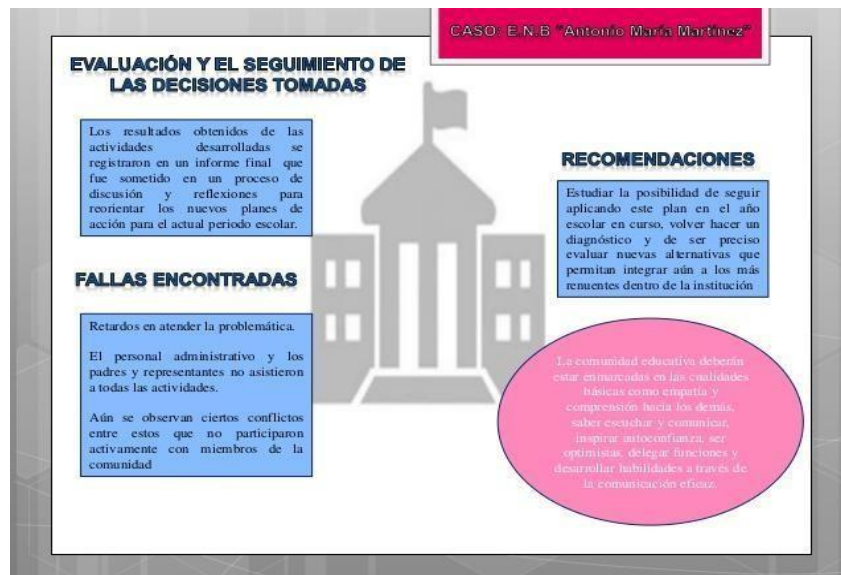 CASO: E.N.B "Antonio María Martínez"
EVALUACIÓN Y EL SEGUIMIENTO DE
LAS DECISIONES TOMADAS
Los resultados obtenidos de las
actividades desarrolladas se
registraron en un informe final que
fue sometido en un proceso de
discusión y reflexiones para
reorientar los nuevos planes de
acción para el actual periodo escolar.
FALLAS ENCONTRADAS
Retardos en atender la problemática.
El personal administrativo y los
padres y representantes no asistieron
a todas las actividades.
Aún se observan ciertos conflictos
entre estos que no participaron
activamente con miembros de la
comunidad
RECOMENDACIONES
Estudiar la posibilidad de seguir
aplicando este plan en el año
escolar en curso, volver hacer un
diagnóstico y de ser preciso
evaluar nuevas alternativas que
permitan integrar aún a los más
renuentes dentro de la institución
La comunidad educativa deberán
estar enmarcadas en las cualidades
básicas como empatía y
comprensión hacia los demás,
saber escuchar y comunicar,
inspirar autoconfianza, ser
optimistas, delegar funciones y
desarrollar habilidades a través de
la comunicación eficaz.